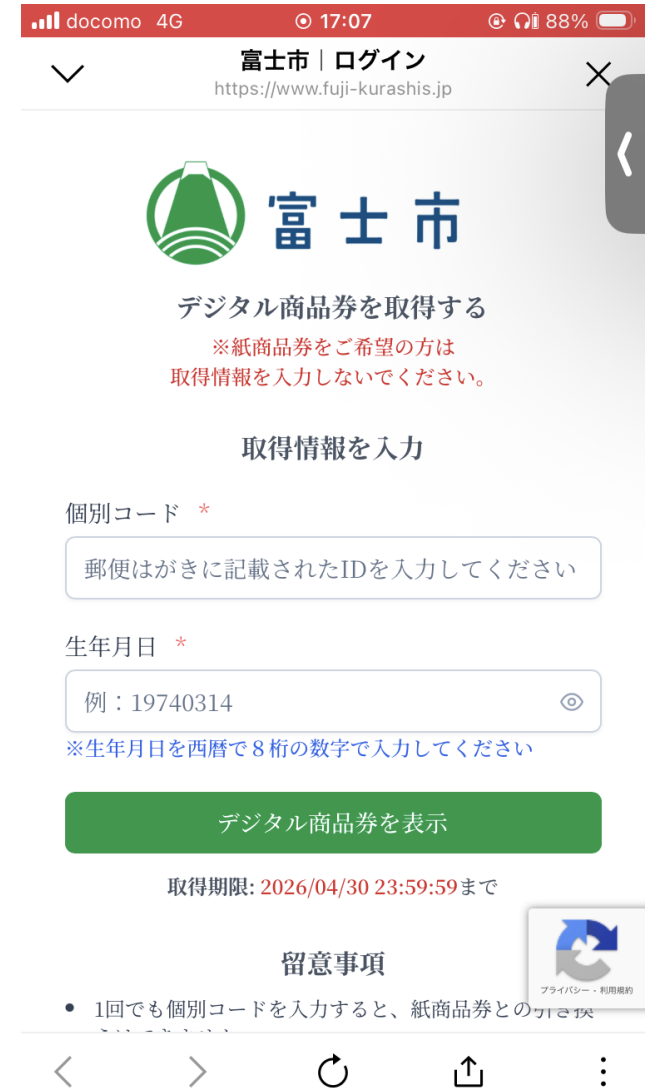 docomo 4G 17:07 88%
富士市｜ログイン
https://www.fuji-kurashis.jp
富士市
デジタル商品券を取得する
※紙商品券をご希望の方は
取得情報を入力しないでください。
取得情報を入力
個別コード *
郵便はがきに記載されたIDを入力してください
生年月日 *
例：19740314
※生年月日を西暦で８桁の数字で入力してください
デジタル商品券を表示
取得期限: 2026/04/30 23:59:59まで
プライバシー - 利用規約
留意事項
• 1回でも個別コードを入力すると、紙商品券との引き換